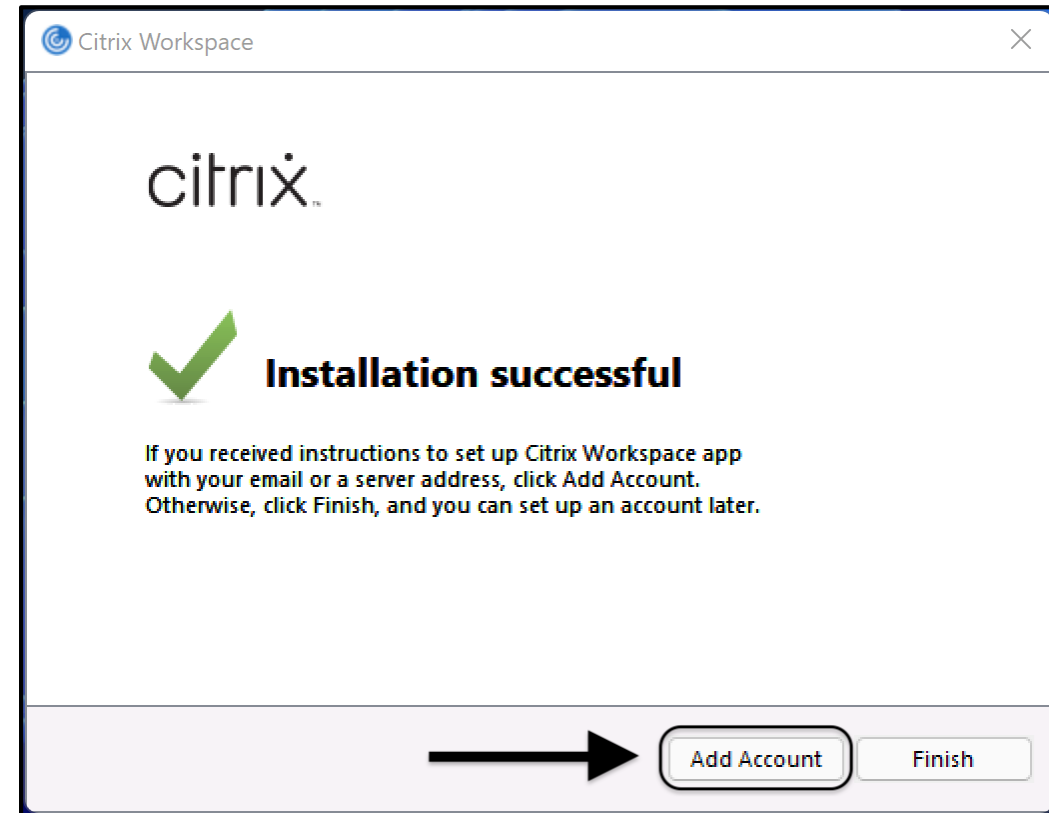 Citrix Workspace
citrix™
Installation successful
If you received instructions to set up Citrix Workspace app
with your email or a server address, click Add Account.
Otherwise, click Finish, and you can set up an account later.
Add Account
Finish